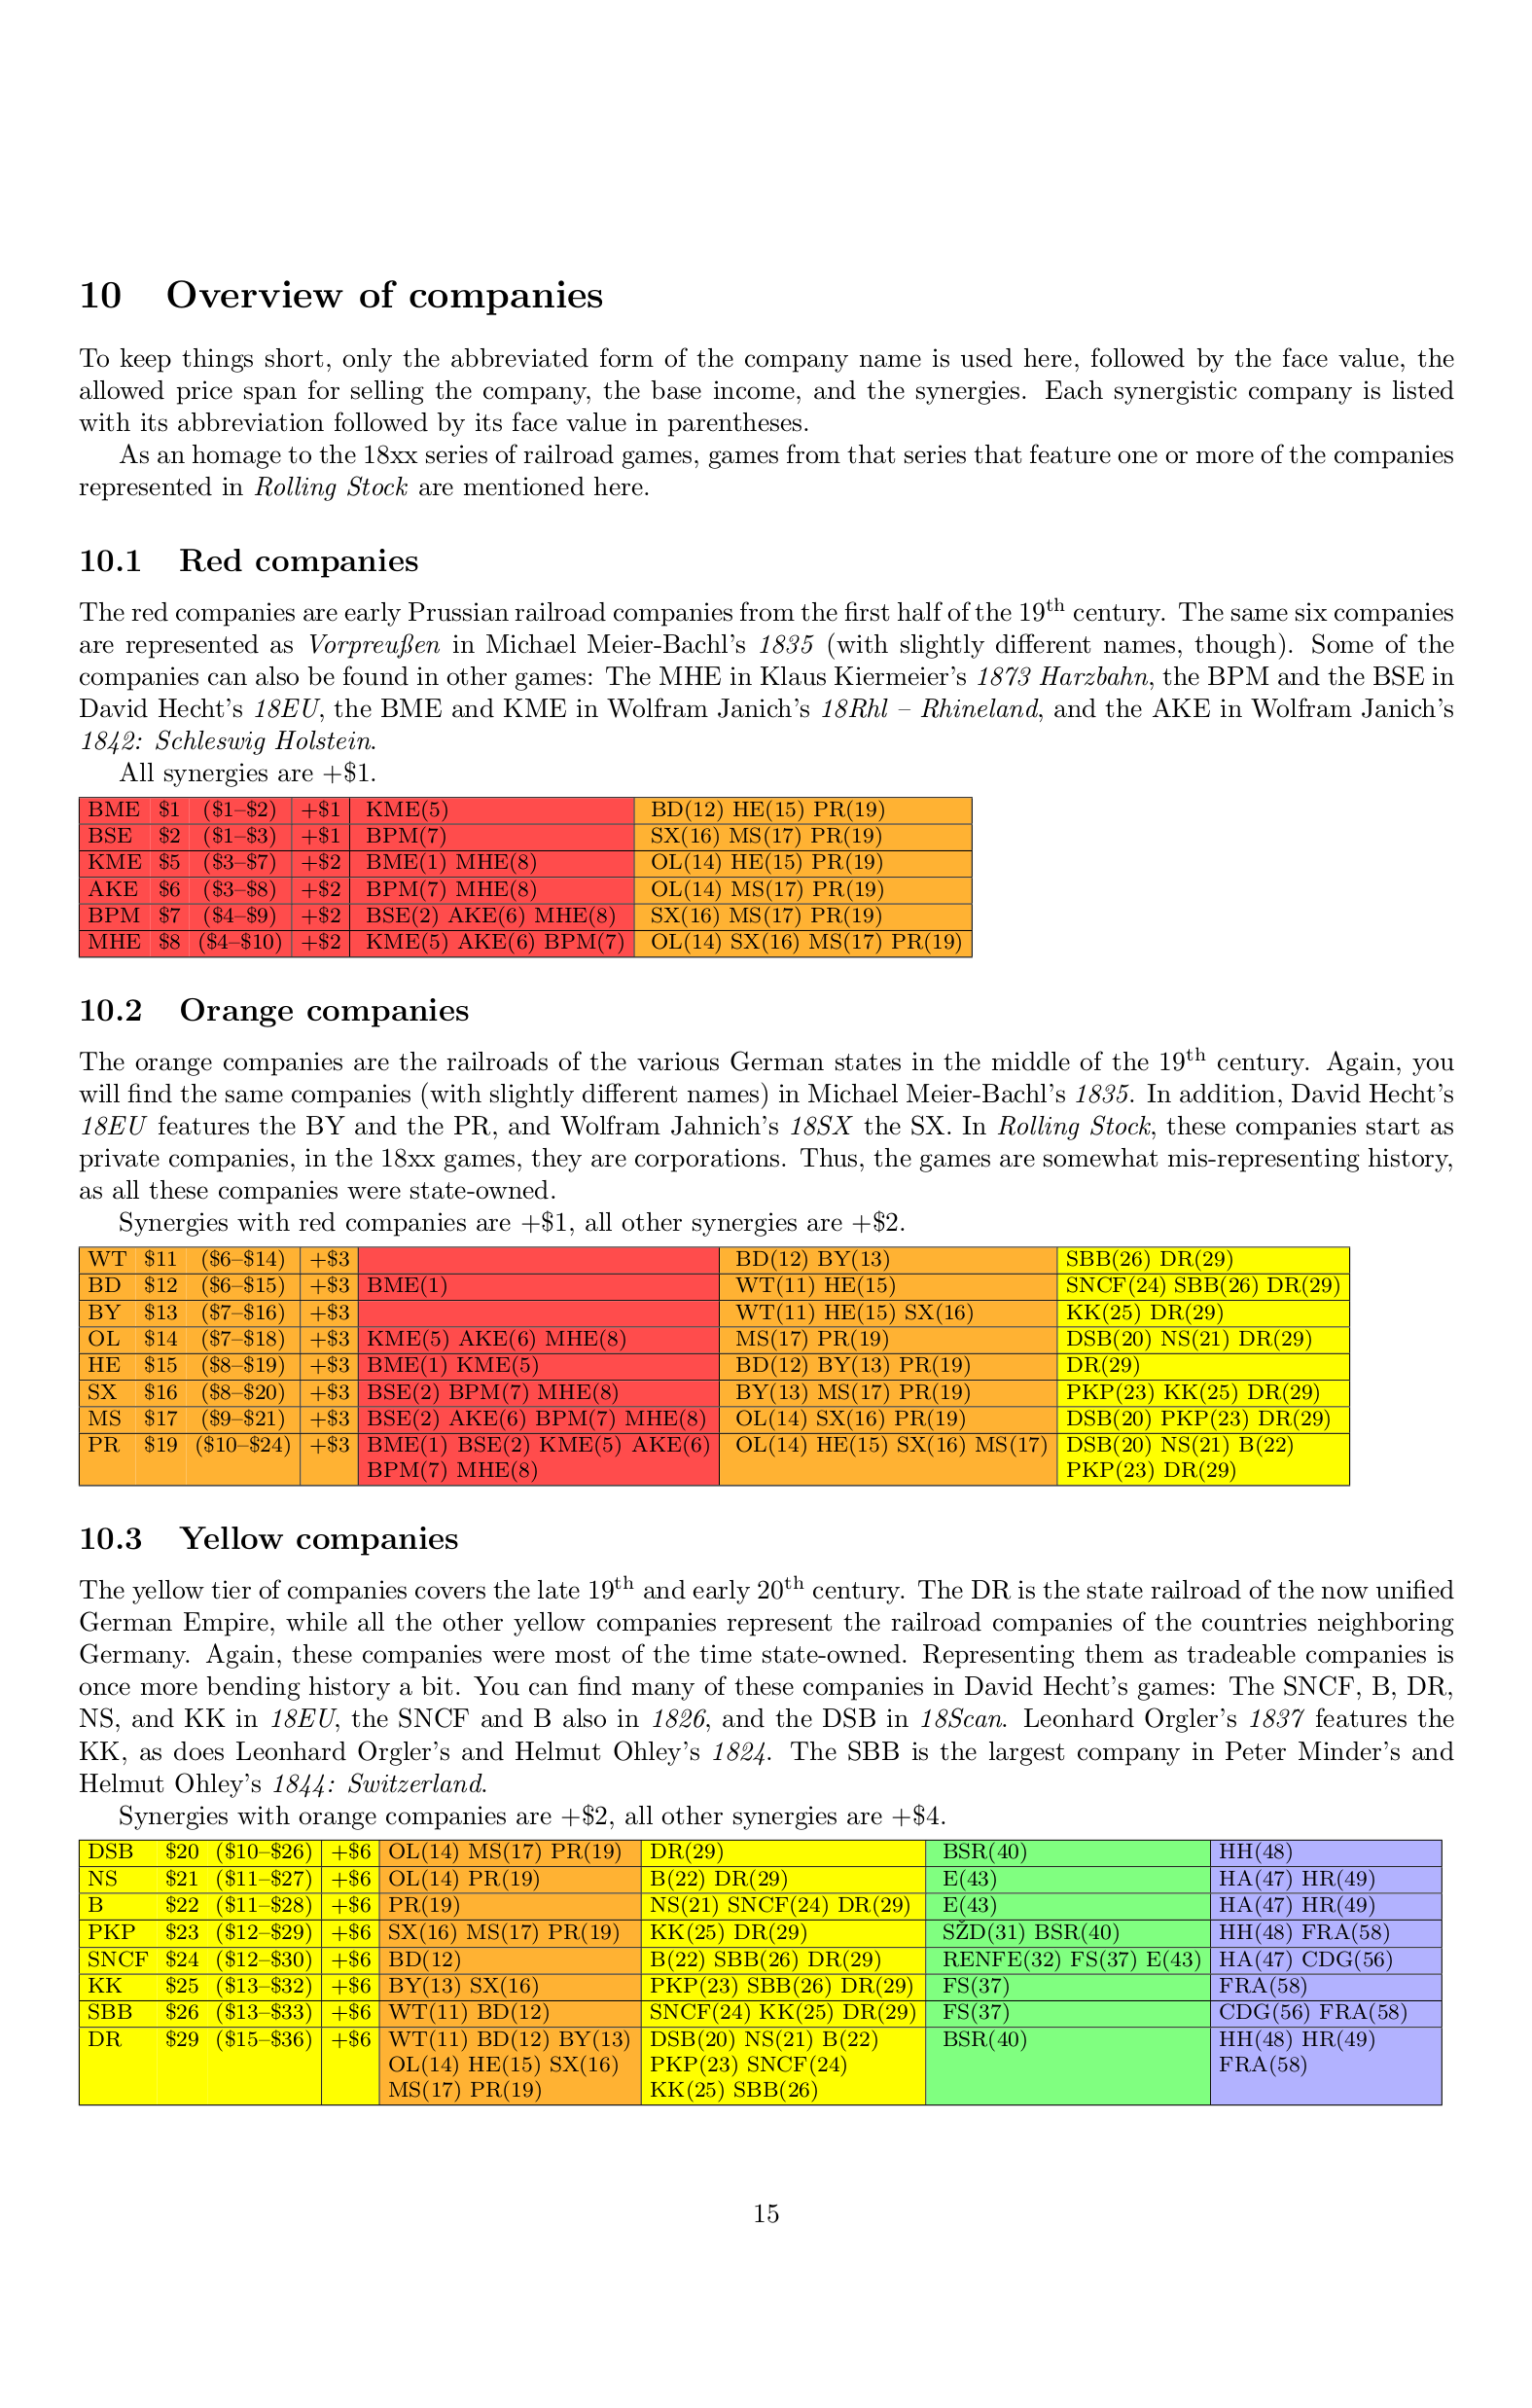 10 Overview of companies
To keep things short, only the abbreviated form of the company name is used here, followed by the face value, the
allowed price span for selling the company, the base income, and the synergies. Each synergistic company is listed
with its abbreviation followed by its face value in parentheses.
As an homage to the 18xx series of railroad games, games from that series that feature one or more of the companies
represented in Rolling Stock are mentioned here.
10.1 Red companies
The red companies are early Prussian railroad companies from the first half of the 19th century. The same six companies
are represented as Vorpreußen in Michael Meier-Bachl's 1835 (with slightly different names, though). Some of the
companies can also be found in other games: The MHE in Klaus Kiermeier's 1873 Harzbahn, the BPM and the BSE in
David Hecht's 18EU, the BME and KME in Wolfram Janich's 18Rhl – Rhineland, and the AKE in Wolfram Janich's
1842: Schleswig Holstein.
All synergies are +$1.
BME $1 ($1–$2) +$1 KME(5) BD(12) HE(15) PR(19)
BSE $2 ($1–$3) +$1 BPM(7) SX(16) MS(17) PR(19)
KME $5 ($3–$7) +$2 BME(1) MHE(8) OL(14) HE(15) PR(19)
AKE $6 ($3–$8) +$2 BPM(7) MHE(8) OL(14) MS(17) PR(19)
BPM $7 ($4–$9) +$2 BSE(2) AKE(6) MHE(8) SX(16) MS(17) PR(19)
MHE $8 ($4–$10) +$2 KME(5) AKE(6) BPM(7) OL(14) SX(16) MS(17) PR(19)
10.2 Orange companies
The orange companies are the railroads of the various German states in the middle of the 19th century. Again, you
will find the same companies (with slightly different names) in Michael Meier-Bachl's 1835. In addition, David Hecht's
18EU features the BY and the PR, and Wolfram Jahnich's 18SX the SX. In Rolling Stock, these companies start as
private companies, in the 18xx games, they are corporations. Thus, the games are somewhat mis-representing history,
as all these companies were state-owned.
Synergies with red companies are +$1, all other synergies are +$2.
WT $11 ($6–$14) +$3 BD(12) BY(13) SBB(26) DR(29)
BD $12 ($6–$15) +$3 BME(1) WT(11) HE(15) SNCF(24) SBB(26) DR(29)
BY $13 ($7–$16) +$3 WT(11) HE(15) SX(16) KK(25) DR(29)
OL $14 ($7–$18) +$3 KME(5) AKE(6) MHE(8) MS(17) PR(19) DSB(20) NS(21) DR(29)
HE $15 ($8–$19) +$3 BME(1) KME(5) BD(12) BY(13) PR(19) DR(29)
SX $16 ($8–$20) +$3 BSE(2) BPM(7) MHE(8) BY(13) MS(17) PR(19) PKP(23) KK(25) DR(29)
MS $17 ($9–$21) +$3 BSE(2) AKE(6) BPM(7) MHE(8) OL(14) SX(16) PR(19) DSB(20) PKP(23) DR(29)
PR $19 ($10–$24) +$3 BME(1) BSE(2) KME(5) AKE(6) OL(14) HE(15) SX(16) MS(17) DSB(20) NS(21) B(22)
BPM(7) MHE(8) PKP(23) DR(29)
10.3 Yellow companies
The yellow tier of companies covers the late 19th and early 20th century. The DR is the state railroad of the now unified
German Empire, while all the other yellow companies represent the railroad companies of the countries neighboring
Germany. Again, these companies were most of the time state-owned. Representing them as tradeable companies is
once more bending history a bit. You can find many of these companies in David Hecht's games: The SNCF, B, DR,
NS, and KK in 18EU, the SNCF and B also in 1826, and the DSB in 18Scan. Leonhard Orgler's 1837 features the
KK, as does Leonhard Orgler's and Helmut Ohley's 1824. The SBB is the largest company in Peter Minder's and
Helmut Ohley's 1844: Switzerland.
Synergies with orange companies are +$2, all other synergies are +$4.
DSB $20 ($10–$26) +$6 OL(14) MS(17) PR(19) DR(29) BSR(40) HH(48)
NS $21 ($11–$27) +$6 OL(14) PR(19) B(22) DR(29) E(43) HA(47) HR(49)
B $22 ($11–$28) +$6 PR(19) NS(21) SNCF(24) DR(29) E(43) HA(47) HR(49)
PKP $23 ($12–$29) +$6 SX(16) MS(17) PR(19) KK(25) DR(29) SŽD(31) BSR(40) HH(48) FRA(58)
SNCF $24 ($12–$30) +$6 BD(12) B(22) SBB(26) DR(29) RENFE(32) FS(37) E(43) HA(47) CDG(56)
KK $25 ($13–$32) +$6 BY(13) SX(16) PKP(23) SBB(26) DR(29) FS(37) FRA(58)
SBB $26 ($13–$33) +$6 WT(11) BD(12) SNCF(24) KK(25) DR(29) FS(37) CDG(56) FRA(58)
DR $29 ($15–$36) +$6 WT(11) BD(12) BY(13) DSB(20) NS(21) B(22) BSR(40) HH(48) HR(49)
OL(14) HE(15) SX(16) PKP(23) SNCF(24) FRA(58)
MS(17) PR(19) KK(25) SBB(26)
15